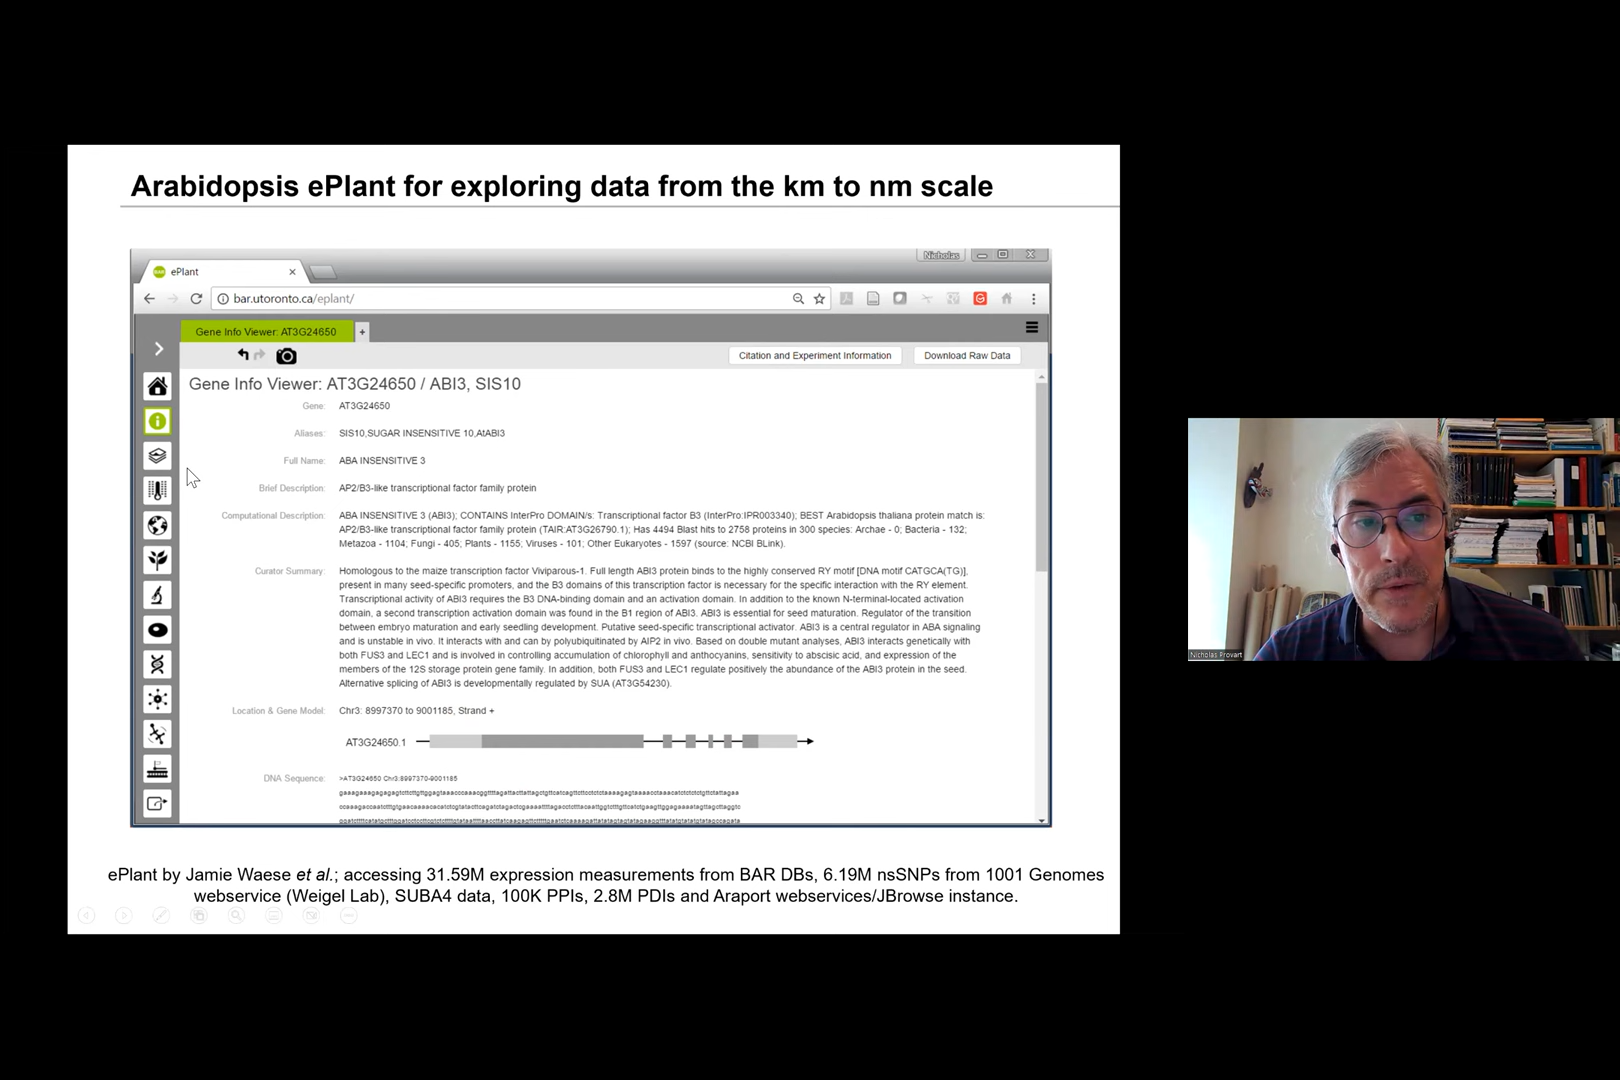 Arabidopsis ePlant for exploring data from the km to nm scale
Nicholas
ePlant
bar.utoronto.ca/eplant/
Gene Info Viewer: AT3G24650
+
Citation and Experiment Information
Download Raw Data
Gene Info Viewer: AT3G24650 / ABI3, SIS10
Gene: AT3G24650
Aliases: SIS10,SUGAR INSENSITIVE 10,AtABI3
Full Name: ABA INSENSITIVE 3
Brief Description: AP2/B3-like transcriptional factor family protein
Computational Description: ABA INSENSITIVE 3 (ABI3); CONTAINS InterPro DOMAIN/s: Transcriptional factor B3 (InterPro:IPR003340); BEST Arabidopsis thaliana protein match is:
AP2/B3-like transcriptional factor family protein (TAIR:AT3G26790.1); Has 4494 Blast hits to 2758 proteins in 300 species: Archae - 0; Bacteria - 132;
Metazoa - 1104; Fungi - 405; Plants - 1155; Viruses - 101; Other Eukaryotes - 1597 (source: NCBI BLink).
Curator Summary: Homologous to the maize transcription factor Viviparous-1. Full length ABI3 protein binds to the highly conserved RY motif [DNA motif CATGCA(TG)],
present in many seed-specific promoters, and the B3 domains of this transcription factor is necessary for the specific interaction with the RY element.
Transcriptional activity of ABI3 requires the B3 DNA-binding domain and an activation domain. In addition to the known N-terminal-located activation
domain, a second transcription activation domain was found in the B1 region of ABI3. ABI3 is essential for seed maturation. Regulator of the transition
between embryo maturation and early seedling development. Putative seed-specific transcriptional activator. ABI3 is a central regulator in ABA signaling
and is unstable in vivo. It interacts with and can by polyubiquitinated by AIP2 in vivo. Based on double mutant analyses, ABI3 interacts genetically with
both FUS3 and LEC1 and is involved in controlling accumulation of chlorophyll and anthocyanins, sensitivity to abscisic acid, and expression of the
members of the 12S storage protein gene family. In addition, both FUS3 and LEC1 regulate positively the abundance of the ABI3 protein in the seed.
Alternative splicing of ABI3 is developmentally regulated by SUA (AT3G54230).
Location & Gene Model: Chr3: 8997370 to 9001185, Strand +
AT3G24650.1
DNA Sequence: >AT3G24650 Chr3:8997370-9001185
ePlant by Jamie Waese et al.; accessing 31.59M expression measurements from BAR DBs, 6.19M nsSNPs from 1001 Genomes
webservice (Weigel Lab), SUBA4 data, 100K PPIs, 2.8M PDIs and Araport webservices/JBrowse instance.
Nicholas Provart